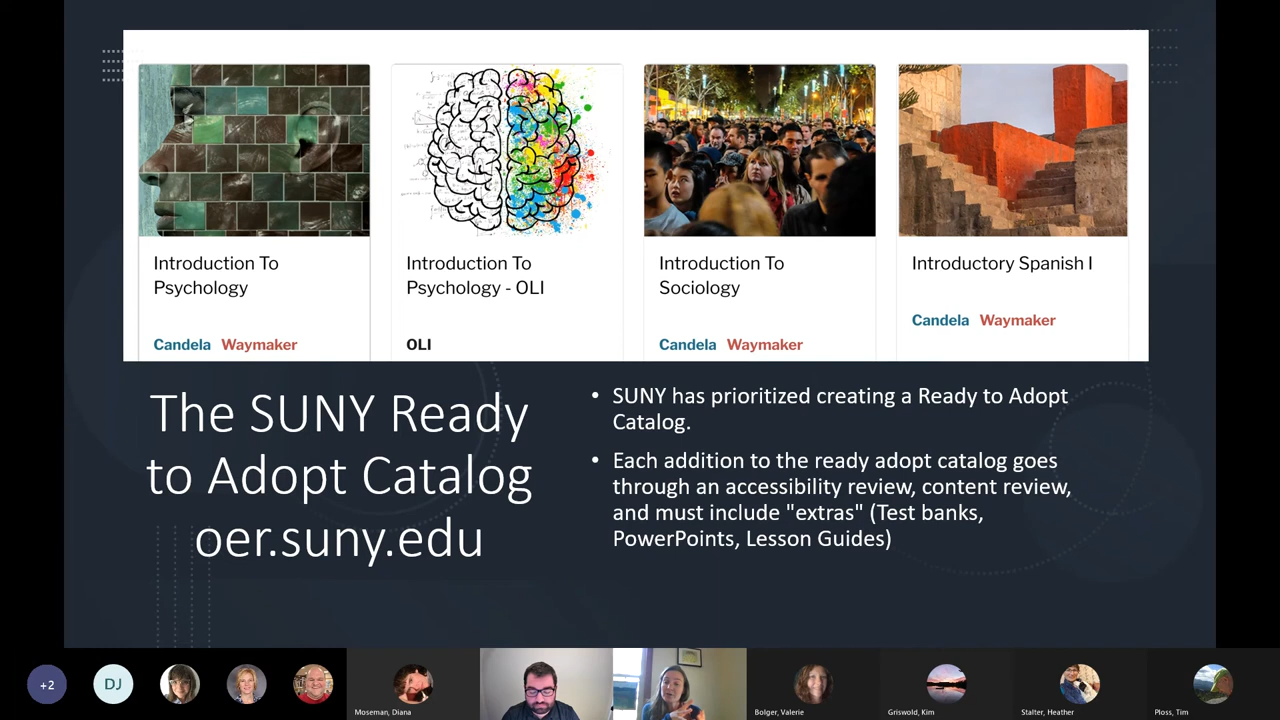 Introduction To
Psychology
Candela Waymaker
Introduction To
Psychology - OLI
OLI
Introduction To
Sociology
Candela Waymaker
Introductory Spanish I
Candela Waymaker
The SUNY Ready
to Adopt Catalog
oer.suny.edu
• SUNY has prioritized creating a Ready to Adopt
Catalog.
• Each addition to the ready adopt catalog goes
through an accessibility review, content review,
and must include "extras" (Test banks,
PowerPoints, Lesson Guides)
+2
DJ
Moseman, Diana
Bolger, Valerie
Griswold, Kim
Stalter, Heather
Ploss, Tim